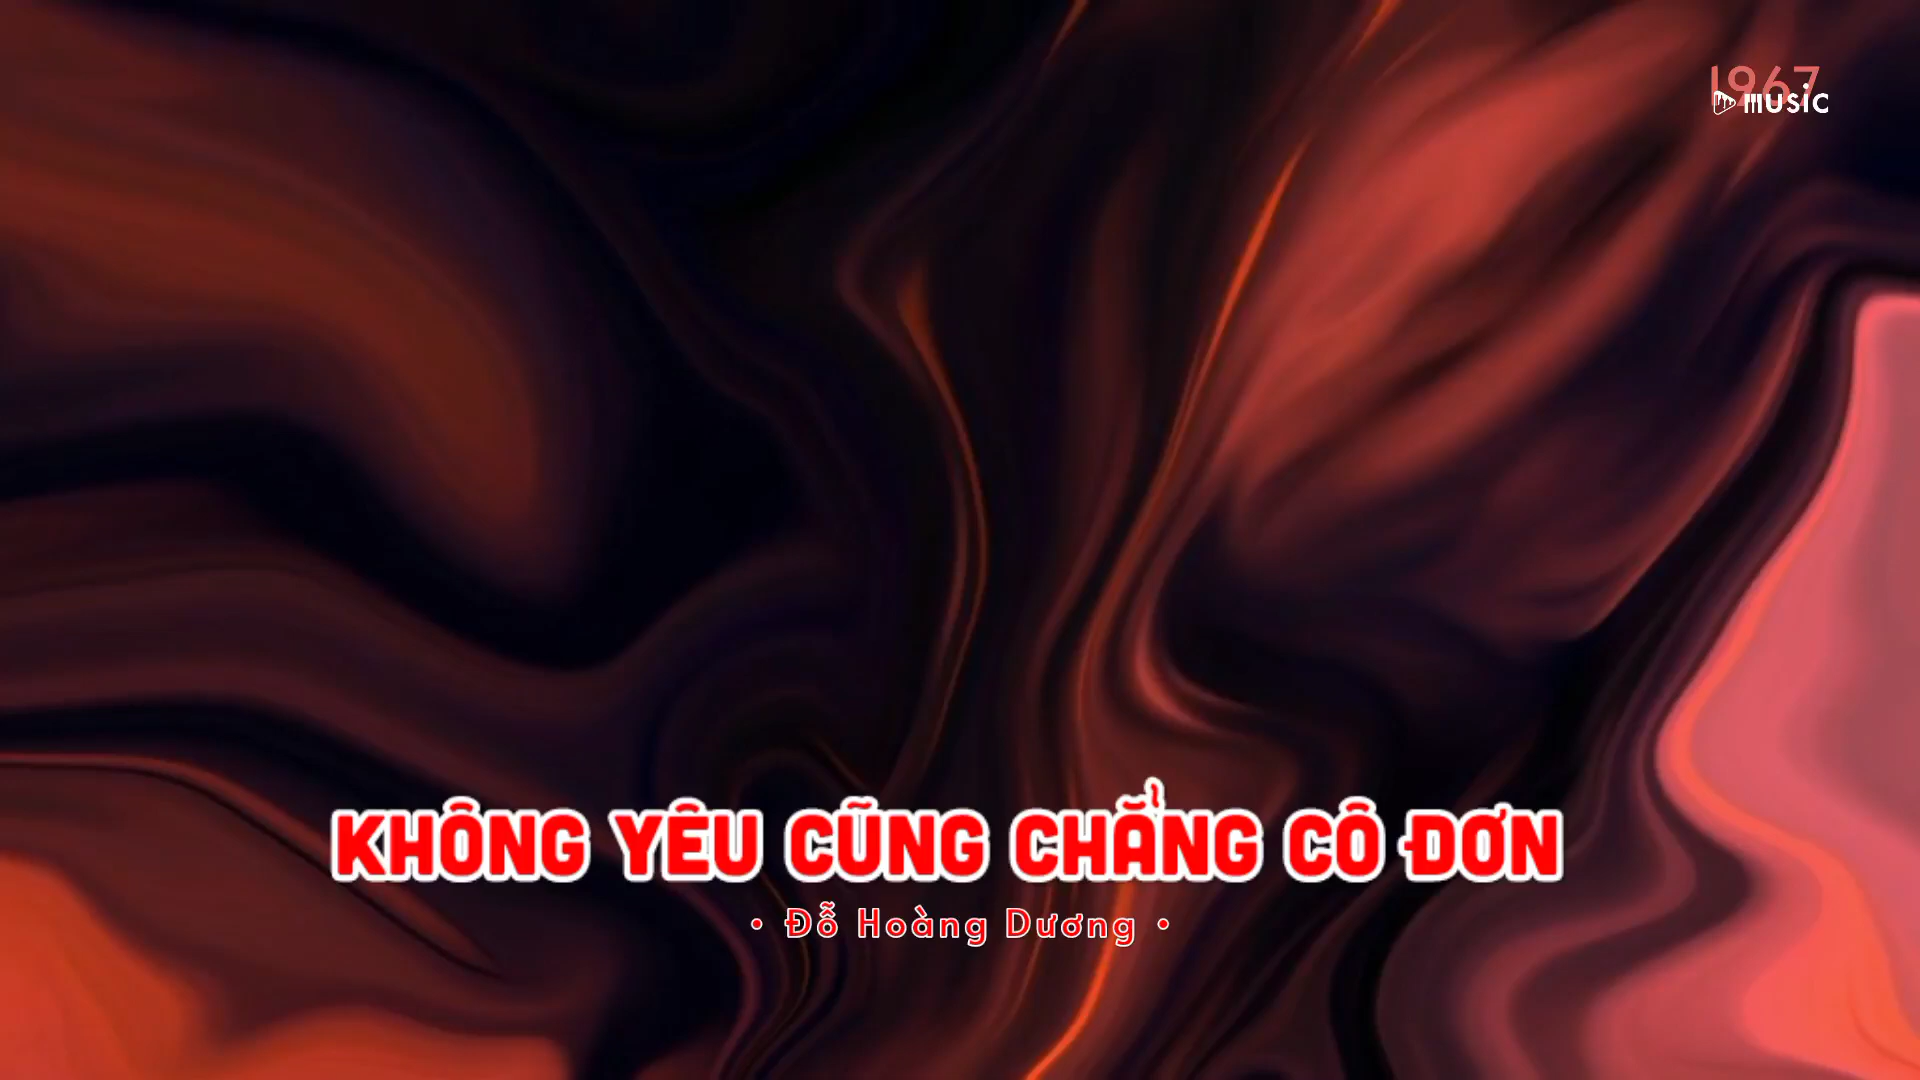 1967
music
KHÔNG YÊU CŨNG CHẲNG CÔ ĐƠN
• Đỗ Hoàng Dương •